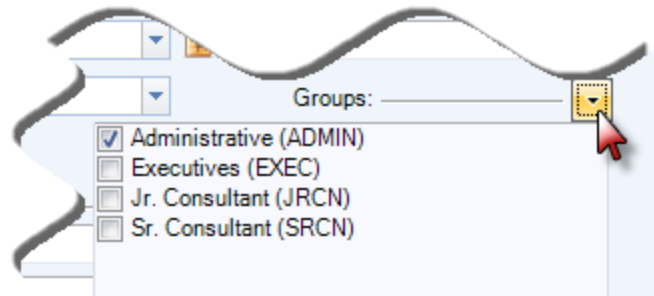 Groups:
Administrative (ADMIN)
Executives (EXEC)
Jr. Consultant (JRCN)
Sr. Consultant (SRCN)